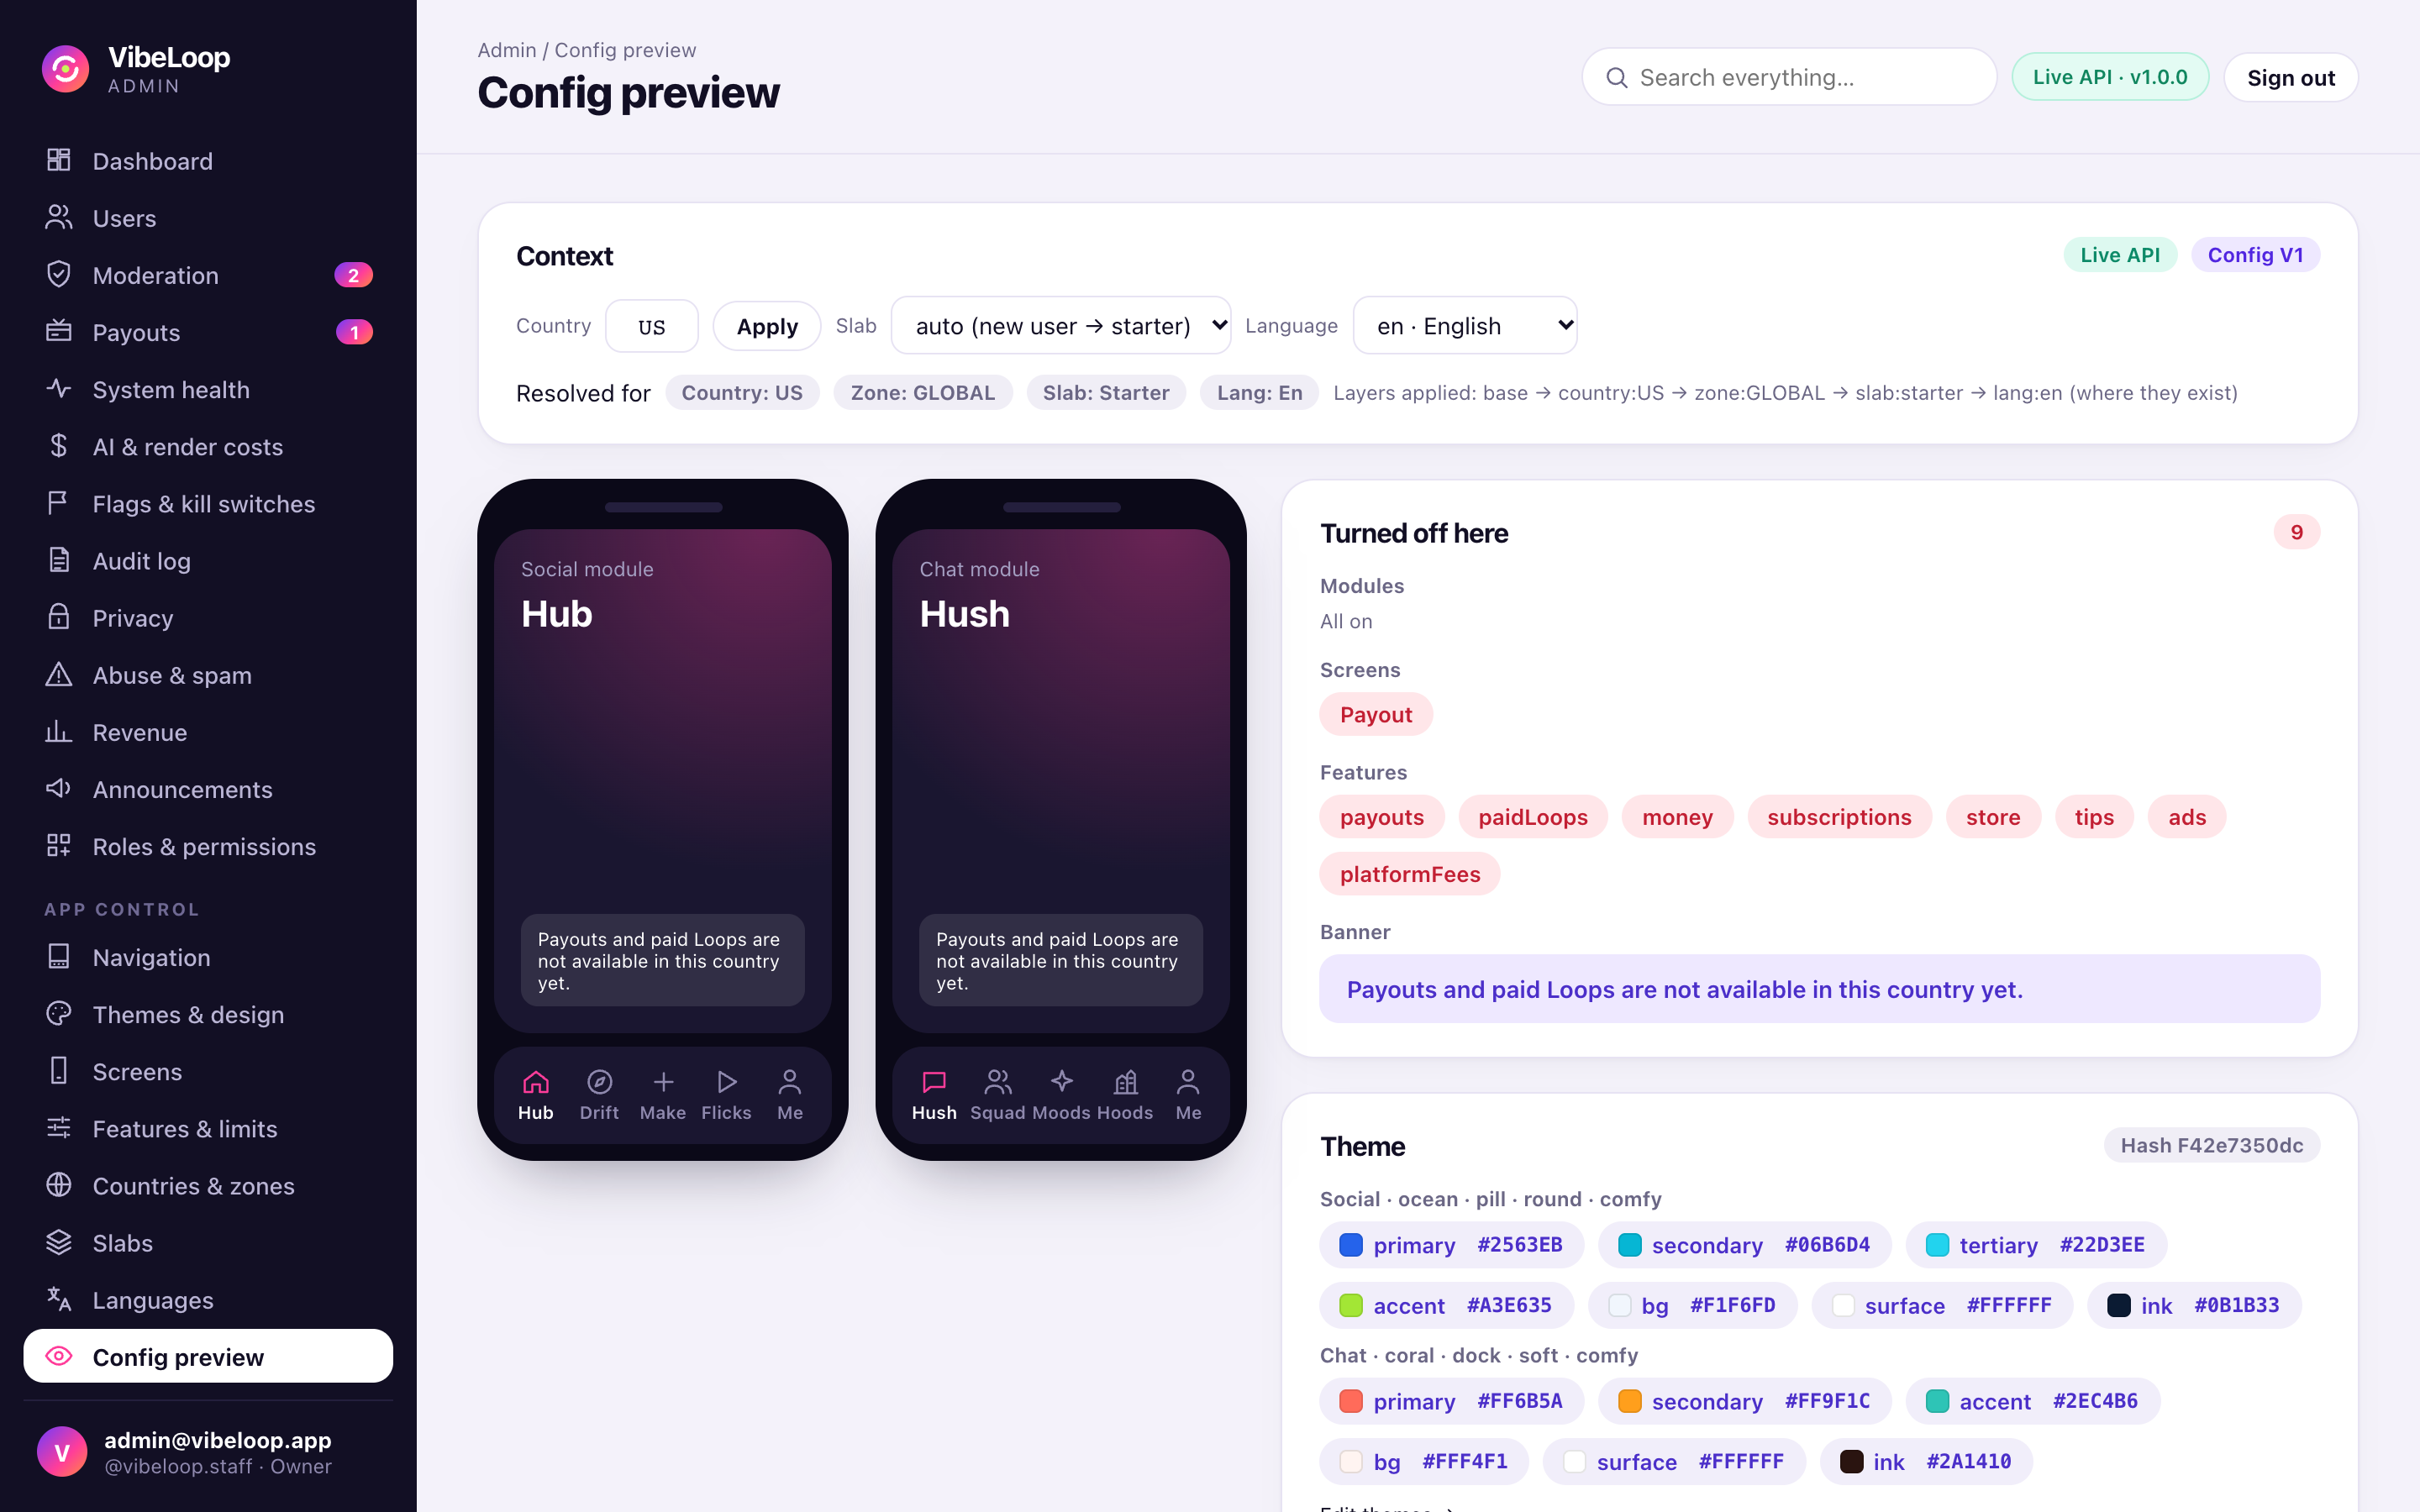 VibeLoop
ADMIN
Dashboard
Users
Moderation 2
Payouts 1
System health
AI & render costs
Flags & kill switches
Audit log
Privacy
Abuse & spam
Revenue
Announcements
Roles & permissions
APP CONTROL
Navigation
Themes & design
Screens
Features & limits
Countries & zones
Slabs
Languages
Config preview
V
admin@vibeloop.app
@vibeloop.staff · Owner
Admin / Config preview
Config preview
Search everything...
Live API · v1.0.0
Sign out
Context
Live API
Config V1
Country US Apply Slab auto (new user → starter) Language en · English
Resolved for Country: US Zone: GLOBAL Slab: Starter Lang: En Layers applied: base → country:US → zone:GLOBAL → slab:starter → lang:en (where they exist)
Social module
Hub
Payouts and paid Loops are
not available in this country
yet.
Hub Drift Make Flicks Me
Chat module
Hush
Payouts and paid Loops are
not available in this country
yet.
Hush Squad Moods Hoods Me
Turned off here 9
Modules
All on
Screens
Payout
Features
payouts paidLoops money subscriptions store tips ads
platformFees
Banner
Payouts and paid Loops are not available in this country yet.
Theme Hash F42e7350dc
Social · ocean · pill · round · comfy
primary #2563EB secondary #06B6D4 tertiary #22D3EE
accent #A3E635 bg #F1F6FD surface #FFFFFF ink #0B1B33
Chat · coral · dock · soft · comfy
primary #FF6B5A secondary #FF9F1C accent #2EC4B6
bg #FFF4F1 surface #FFFFFF ink #2A1410